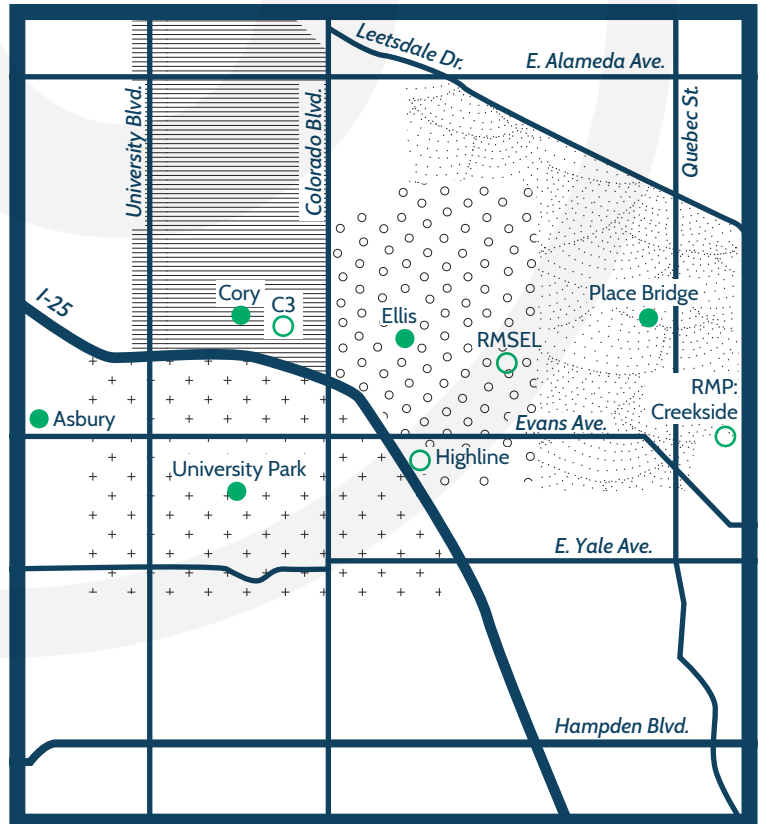 Leetsdale Dr.
E. Alameda Ave.
University Blvd.
Colorado Blvd.
Quebec St.
I-25
Cory
C3
Ellis
Place Bridge
RMSEL
RMP:
Creekside
Asbury
Evans Ave.
Highline
University Park
E. Yale Ave.
Hampden Blvd.